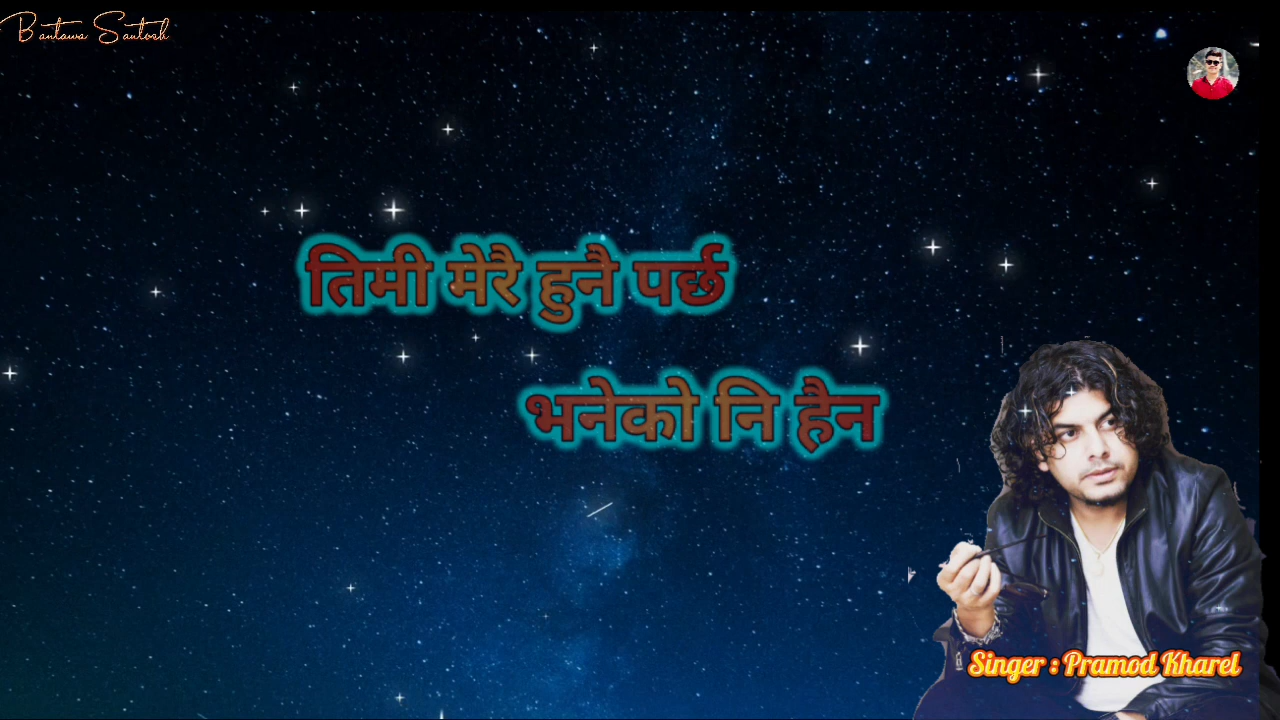 Bantawa Santosh
तिमी मेरै हुनै पर्छ
भनेको नि हैन
Singer : Pramod Kharel